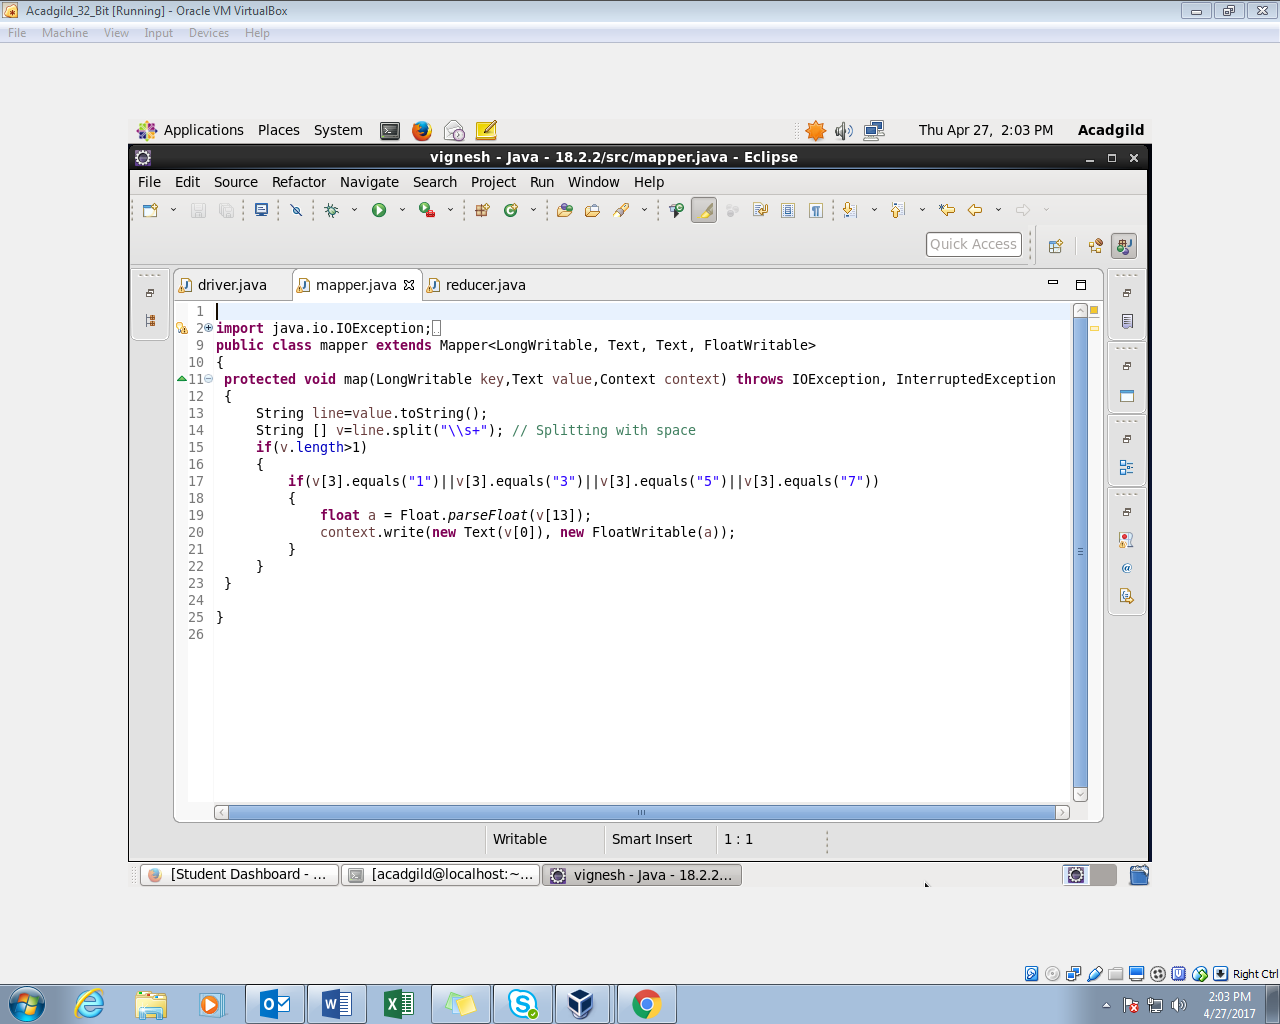 Acadgild_32_Bit [Running] - Oracle VM VirtualBox
File Machine View Input Devices Help
Applications Places System Thu Apr 27, 2:03 PM Acadgild
vignesh - Java - 18.2.2/src/mapper.java - Eclipse
File Edit Source Refactor Navigate Search Project Run Window Help
Quick Access
driver.java mapper.java reducer.java
1
2 import java.io.IOException;
9 public class mapper extends Mapper<LongWritable, Text, Text, FloatWritable>
10 {
11 protected void map(LongWritable key,Text value,Context context) throws IOException, InterruptedException
12 {
13 String line=value.toString();
14 String [] v=line.split("\\s+"); // Splitting with space
15 if(v.length>1)
16 {
17 if(v[3].equals("1")||v[3].equals("3")||v[3].equals("5")||v[3].equals("7"))
18 {
19 float a = Float.parseFloat(v[13]);
20 context.write(new Text(v[0]), new FloatWritable(a));
21 }
22 }
23 }
24
25 }
26
Writable Smart Insert 1 : 1
[Student Dashboard - ... [acadgild@localhost:~... vignesh - Java - 18.2.2...
Right Ctrl
2:03 PM
4/27/2017